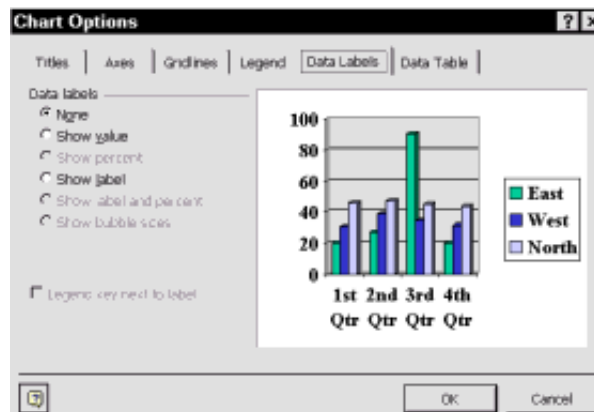 Chart Options
Titles Axes Gridlines Legend Data Labels Data Table
Data labels
None
Show value
Show percent
Show label
Show label and percent
Show bubble sizes
Legend key next to label
100
80
60
40
20
0
1st 2nd 3rd 4th
Qtr Qtr Qtr Qtr
East
West
North
OK Cancel